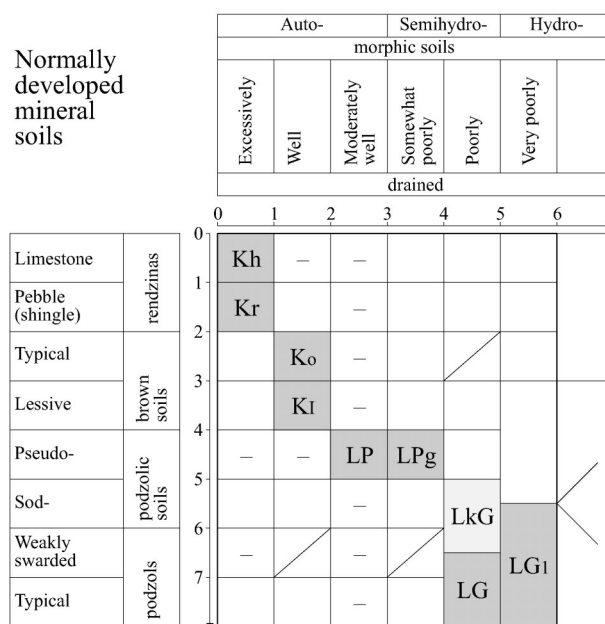 Normally
developed
mineral
soils
Auto-
Semihydro-
Hydro-
morphic soils
Excessively
Well
Moderately
well
Somewhat
poorly
Poorly
Very poorly
drained
0 1 2 3 4 5 6
0
Limestone
rendzinas
Kh — —
1
Pebble
(shingle)
Kr —
2
Typical
brown
soils
Ko —
3
Lessive
KI —
4
Pseudo-
podzolic
soils
— — LP LPg
5
Sod-
— LkG
6
Weakly
swarded
podzols
— —
LG1
7
Typical
— LG